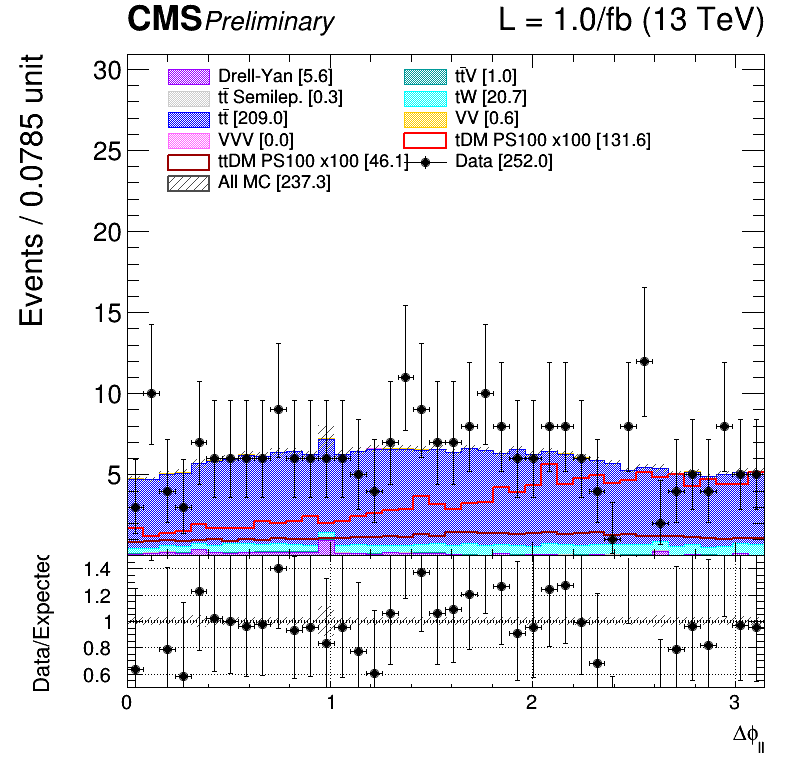 CMS Preliminary L = 1.0/fb (13 TeV)
Events / 0.0785 unit
30
25
20
15
10
5
Drell-Yan [5.6]
tt̄V [1.0]
tt̄ Semilep. [0.3]
tW [20.7]
tt̄ [209.0]
VV [0.6]
VVV [0.0]
tDM PS100 x100 [131.6]
ttDM PS100 x100 [46.1]
Data [252.0]
All MC [237.3]
Data/Expected
1.4
1.2
1
0.8
0.6
0 1 2 3
Δϕll